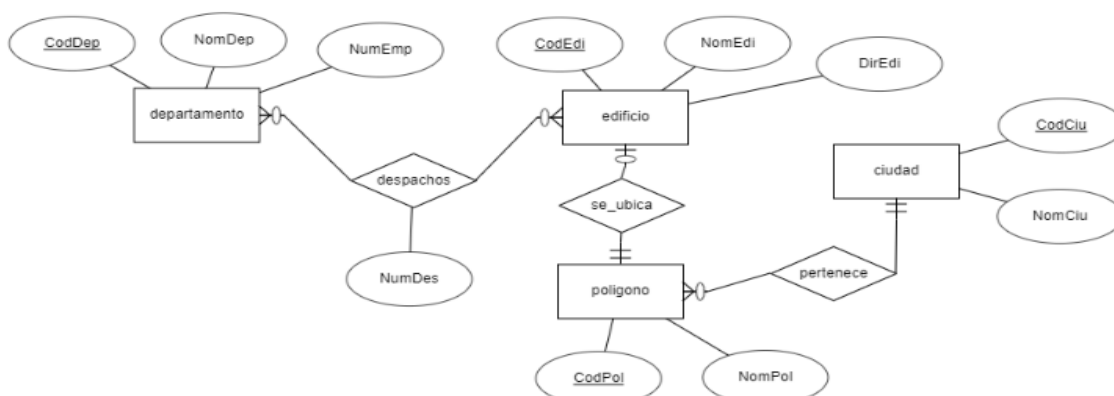 CodDep
NomDep
NumEmp
departamento
CodEdi
NomEdi
DirEdi
edificio
despachos
NumDes
se_ubica
ciudad
CodCiu
NomCiu
pertenece
poligono
CodPol
NomPol